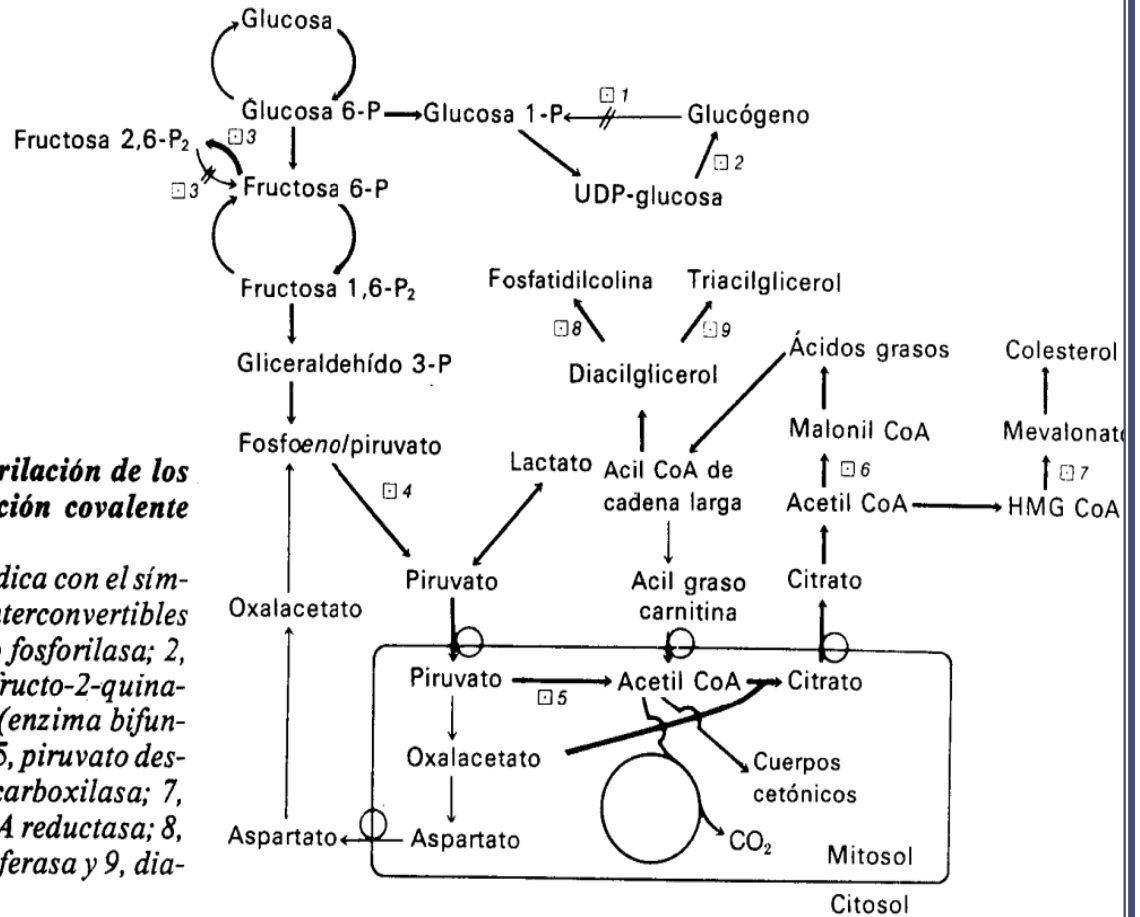 Glucosa
Glucosa 6-P
Glucosa 1-P
⊡ 1
Glucógeno
Fructosa 2,6-P₂
⊡3
⊡3
Fructosa 6-P
⊡ 2
UDP-glucosa
Fructosa 1,6-P₂
Fosfatidilcolina
Triacilglicerol
⊡8
⊡9
Gliceraldehído 3-P
Diacilglicerol
Ácidos grasos
Colesterol
Fosfoenolpiruvato
Malonil CoA
Mevalonato
⊡ 4
Lactato
Acil CoA de
cadena larga
⊡ 6
⊡ 7
Acetil CoA
HMG CoA
Piruvato
Acil graso
carnitina
Citrato
Oxalacetato
Piruvato
⊡ 5
Acetil CoA
Citrato
Oxalacetato
Cuerpos
cetónicos
Aspartato
Aspartato
CO₂
Mitosol
Citosol
rilación de los
ción covalente
dica con el sím-
nterconvertibles
o fosforilasa; 2,
fructo-2-quina-
(enzima bifun-
5, piruvato des-
carboxilasa; 7,
A reductasa; 8,
ferasa y 9, dia-